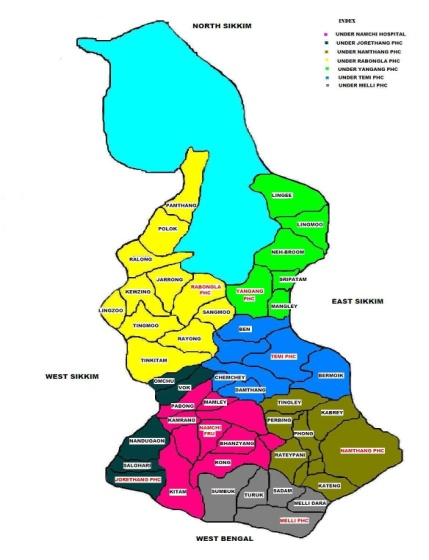 NORTH SIKKIM
INDEX
UNDER NAMCHI HOSPITAL
UNDER JORETHANG PHC
UNDER NAMTHANG PHC
UNDER RABONGLA PHC
UNDER YANGANG PHC
UNDER TEMI PHC
UNDER MELLI PHC
LINGEE
PAMTHANG
LINGMOO
POLOK
NEH-BROOM
RALONG
JARRONG
SRIPATAM
KEWZING
RABONGLA
PHC
YANGANG
PHC
EAST SIKKIM
MANGLEY
LINGZOO
SANGMOO
TINGMOO
BEN
RAYONG
TEMI PHC
TINKITAM
WEST SIKKIM
OMCHU
CHEMCHEY
BERMOIK
VOK
DAMTHANG
PABONG
MAMLEY
TINGLEY
KABREY
KAMRANG
PERBING
NAMCHI
FRU
PHONG
NANDUGAON
BHANZYANG
NAMTHANG PHC
RATEYPANI
SALGHARI
RONG
JORETHANG PHC
KATENG
KITAM
SUMBUK
TURUK
SADAM
MELLI DARA
MELLI PHC
WEST BENGAL